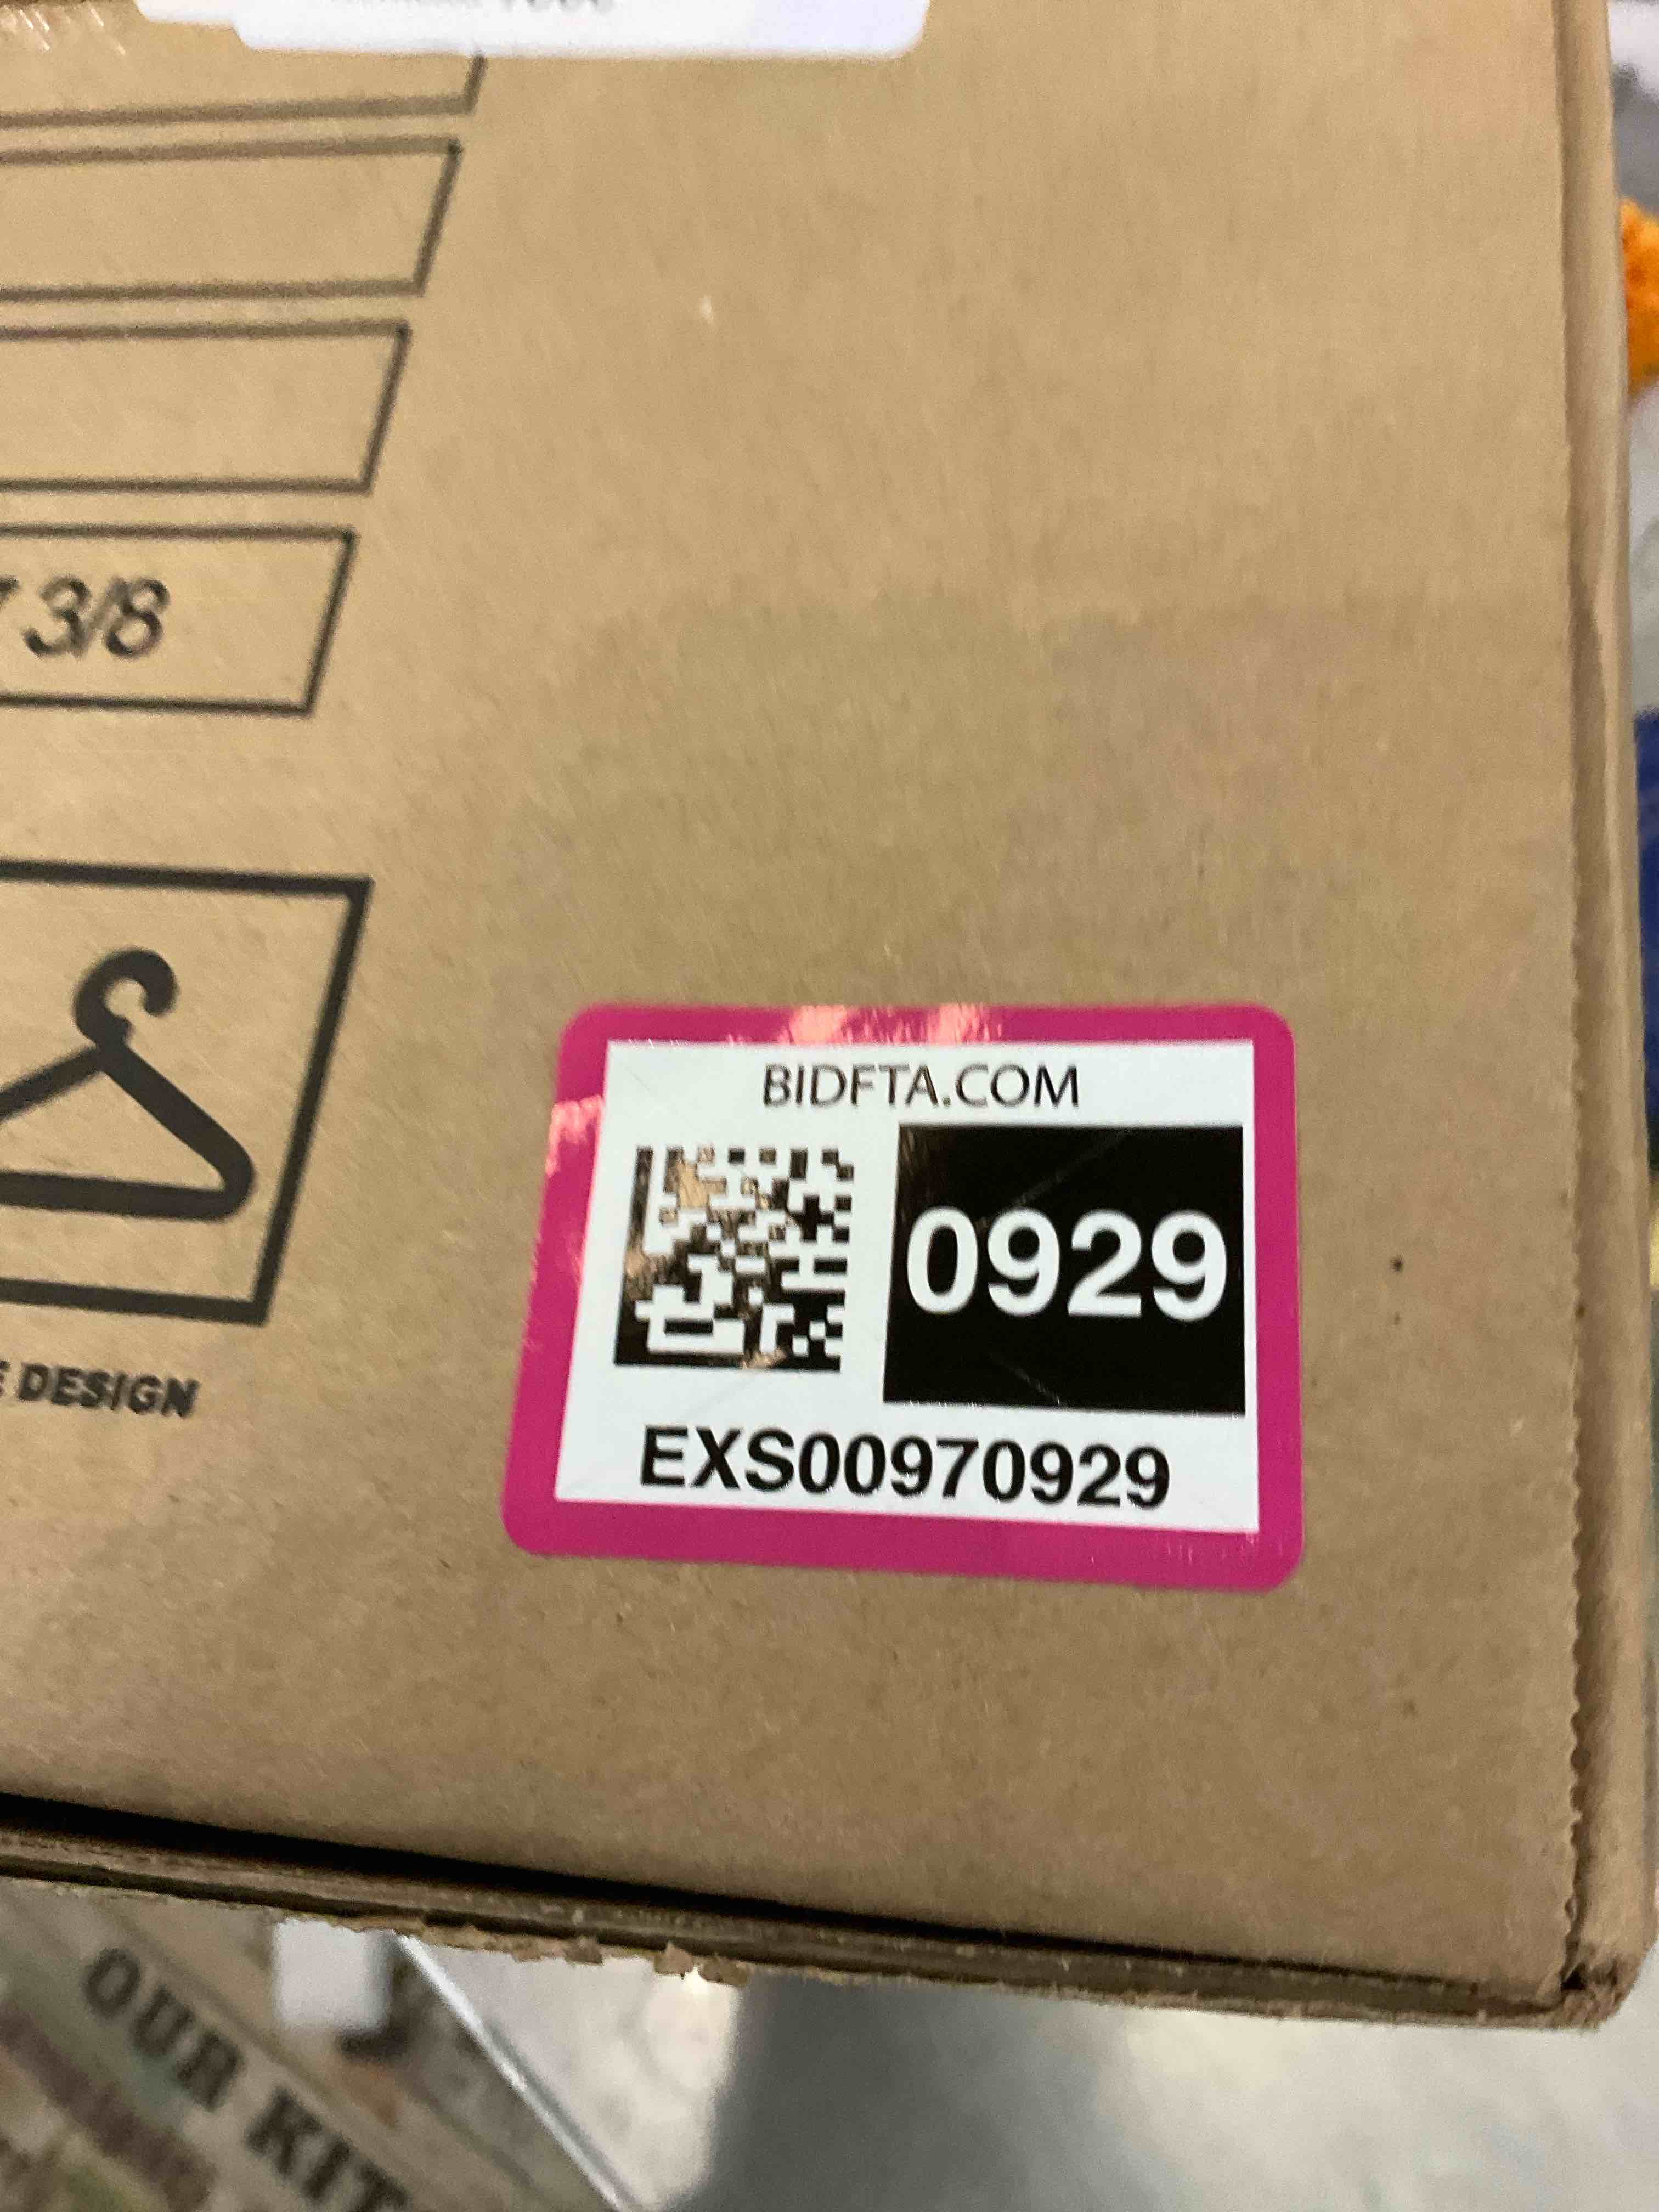 3/8
BIDFTA.COM
0929
EXS00970929
DESIGN
OUR